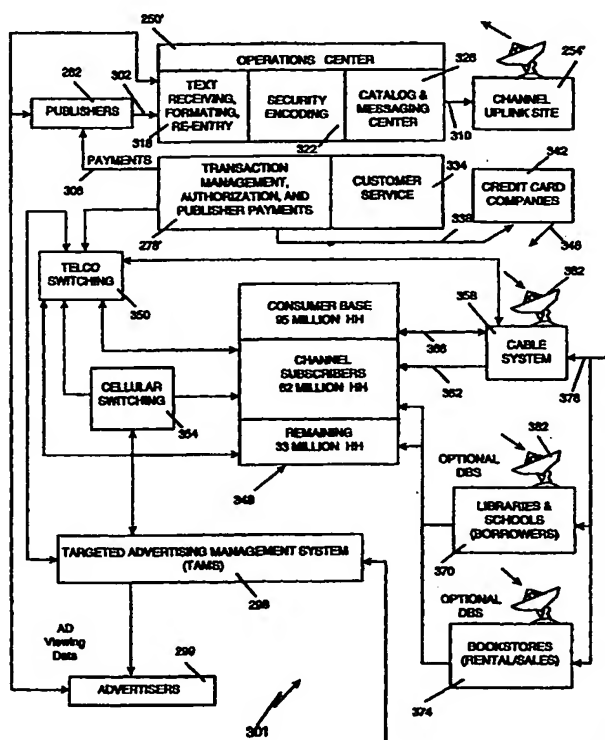 250'
OPERATIONS CENTER
326
254'
282
302
PUBLISHERS
TEXT
RECEIVING,
FORMATING,
RE-ENTRY
318
SECURITY
ENCODING
322
CATALOG &
MESSAGING
CENTER
310
CHANNEL
UPLINK SITE
PAYMENTS
306
TRANSACTION
MANAGEMENT,
AUTHORIZATION, AND
PUBLISHER PAYMENTS
278'
CUSTOMER
SERVICE
334
338
342
CREDIT CARD
COMPANIES
346
TELCO
SWITCHING
350
CONSUMER BASE
95 MILLION HH
CHANNEL
SUBSCRIBERS
62 MILLION HH
REMAINING
33 MILLION HH
348
358
382
CABLE
SYSTEM
366
362
378
CELLULAR
SWITCHING
354
OPTIONAL
DBS
382
LIBRARIES &
SCHOOLS
(BORROWERS)
370
TARGETED ADVERTISING MANAGEMENT SYSTEM
(TAMS)
298
OPTIONAL
DBS
BOOKSTORES
(RENTAL/SALES)
374
AD
Viewing
Data
299
ADVERTISERS
301